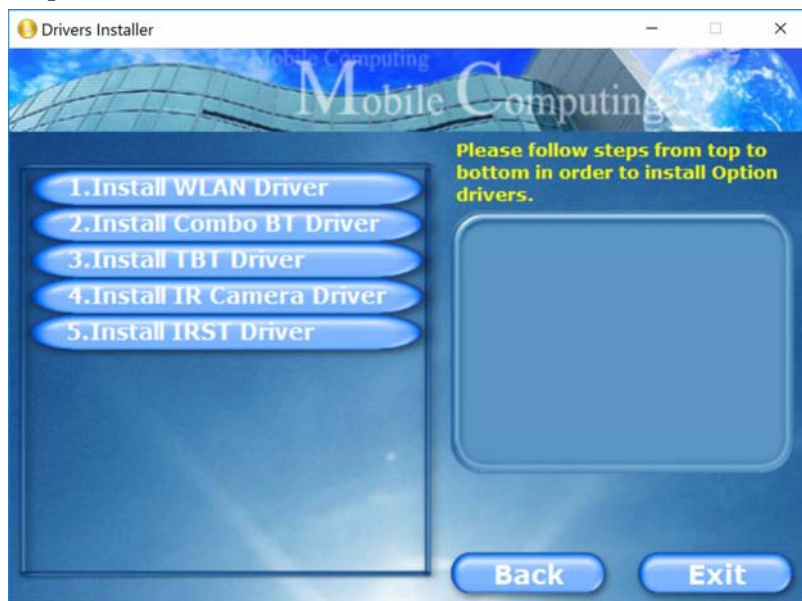 Drivers Installer
Mobile Computing
Mobile Computing
Please follow steps from top to
bottom in order to install Option
drivers.
1.Install WLAN Driver
2.Install Combo BT Driver
3.Install TBT Driver
4.Install IR Camera Driver
5.Install IRST Driver
Back
Exit